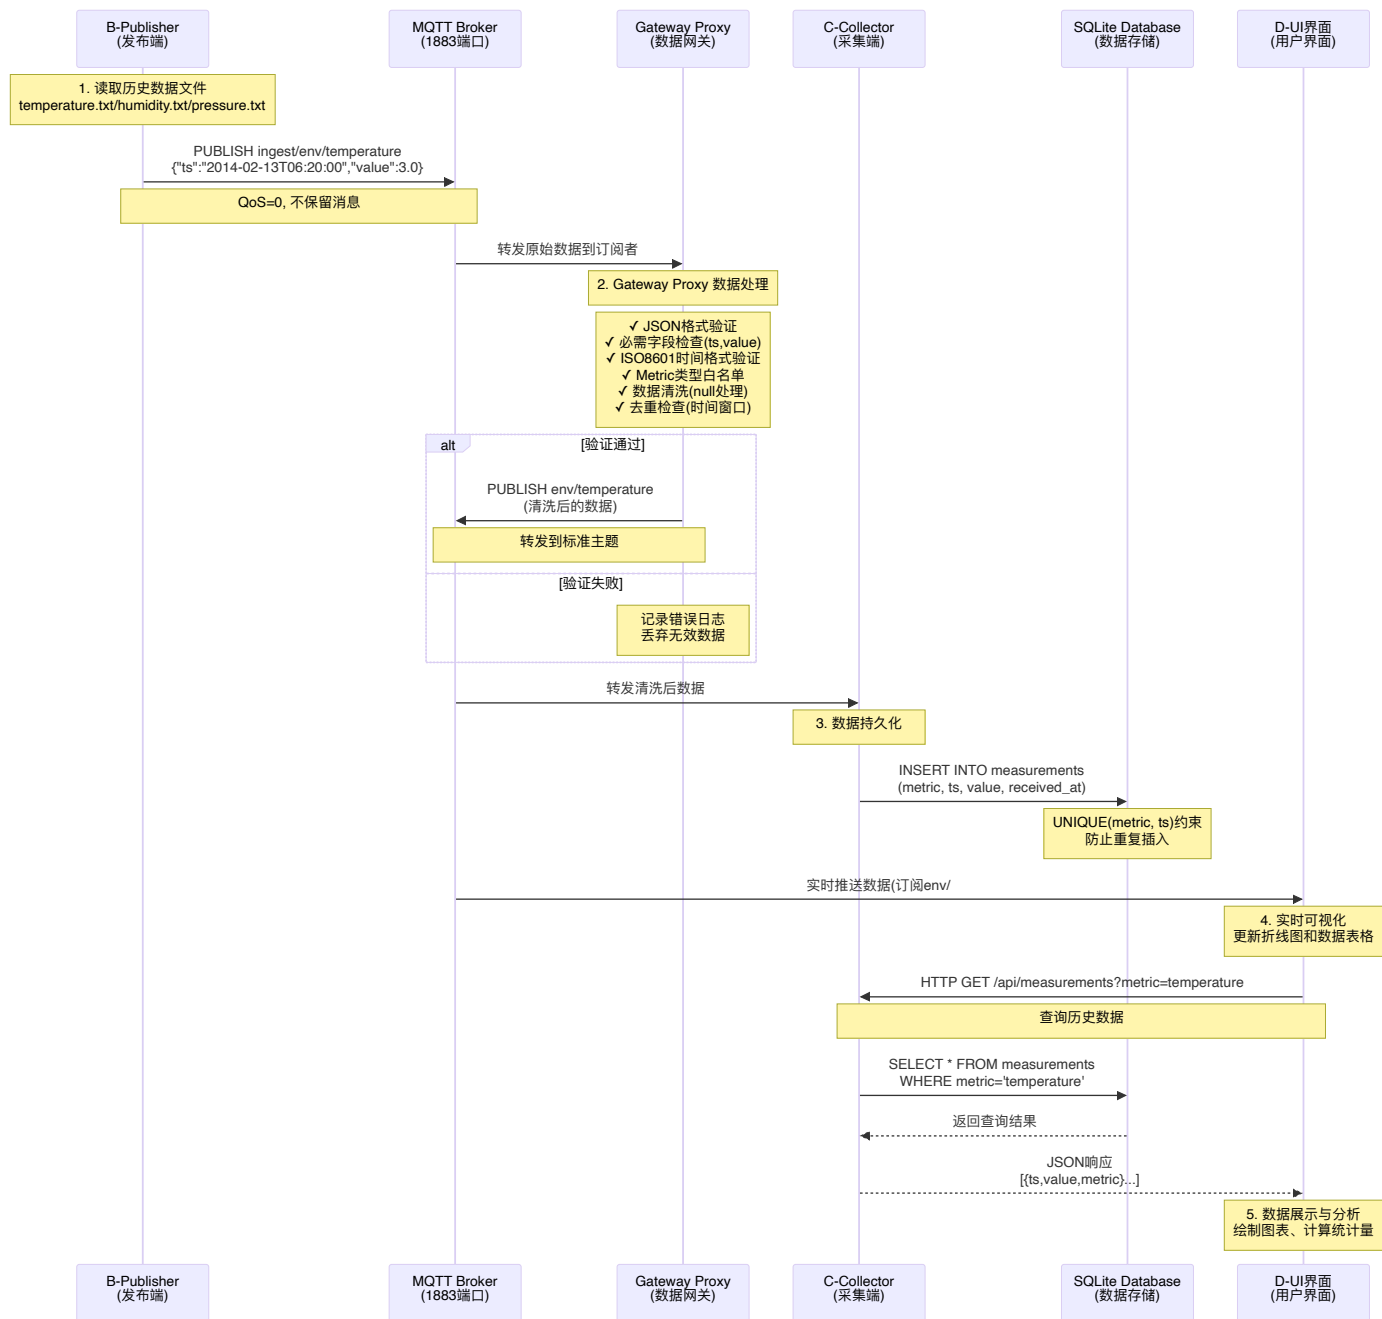 B-Publisher
(发布端)
MQTT Broker
(1883端口)
Gateway Proxy
(数据网关)
C-Collector
(采集端)
SQLite Database
(数据存储)
D-UI界面
(用户界面)
1. 读取历史数据文件
temperature.txt/humidity.txt/pressure.txt
PUBLISH ingest/env/temperature
{"ts":"2014-02-13T06:20:00","value":3.0}
QoS=0, 不保留消息
转发原始数据到订阅者
2. Gateway Proxy 数据处理
✓ JSON格式验证
✓ 必需字段检查(ts,value)
✓ ISO8601时间格式验证
✓ Metric类型白名单
✓ 数据清洗(null处理)
✓ 去重检查(时间窗口)
alt
[验证通过]
PUBLISH env/temperature
(清洗后的数据)
转发到标准主题
[验证失败]
记录错误日志
丢弃无效数据
转发清洗后数据
3. 数据持久化
INSERT INTO measurements
(metric, ts, value, received_at)
UNIQUE(metric, ts)约束
防止重复插入
实时推送数据(订阅env/
4. 实时可视化
更新折线图和数据表格
HTTP GET /api/measurements?metric=temperature
查询历史数据
SELECT * FROM measurements
WHERE metric='temperature'
返回查询结果
JSON响应
[{ts,value,metric}...]
5. 数据展示与分析
绘制图表、计算统计量
B-Publisher
(发布端)
MQTT Broker
(1883端口)
Gateway Proxy
(数据网关)
C-Collector
(采集端)
SQLite Database
(数据存储)
D-UI界面
(用户界面)